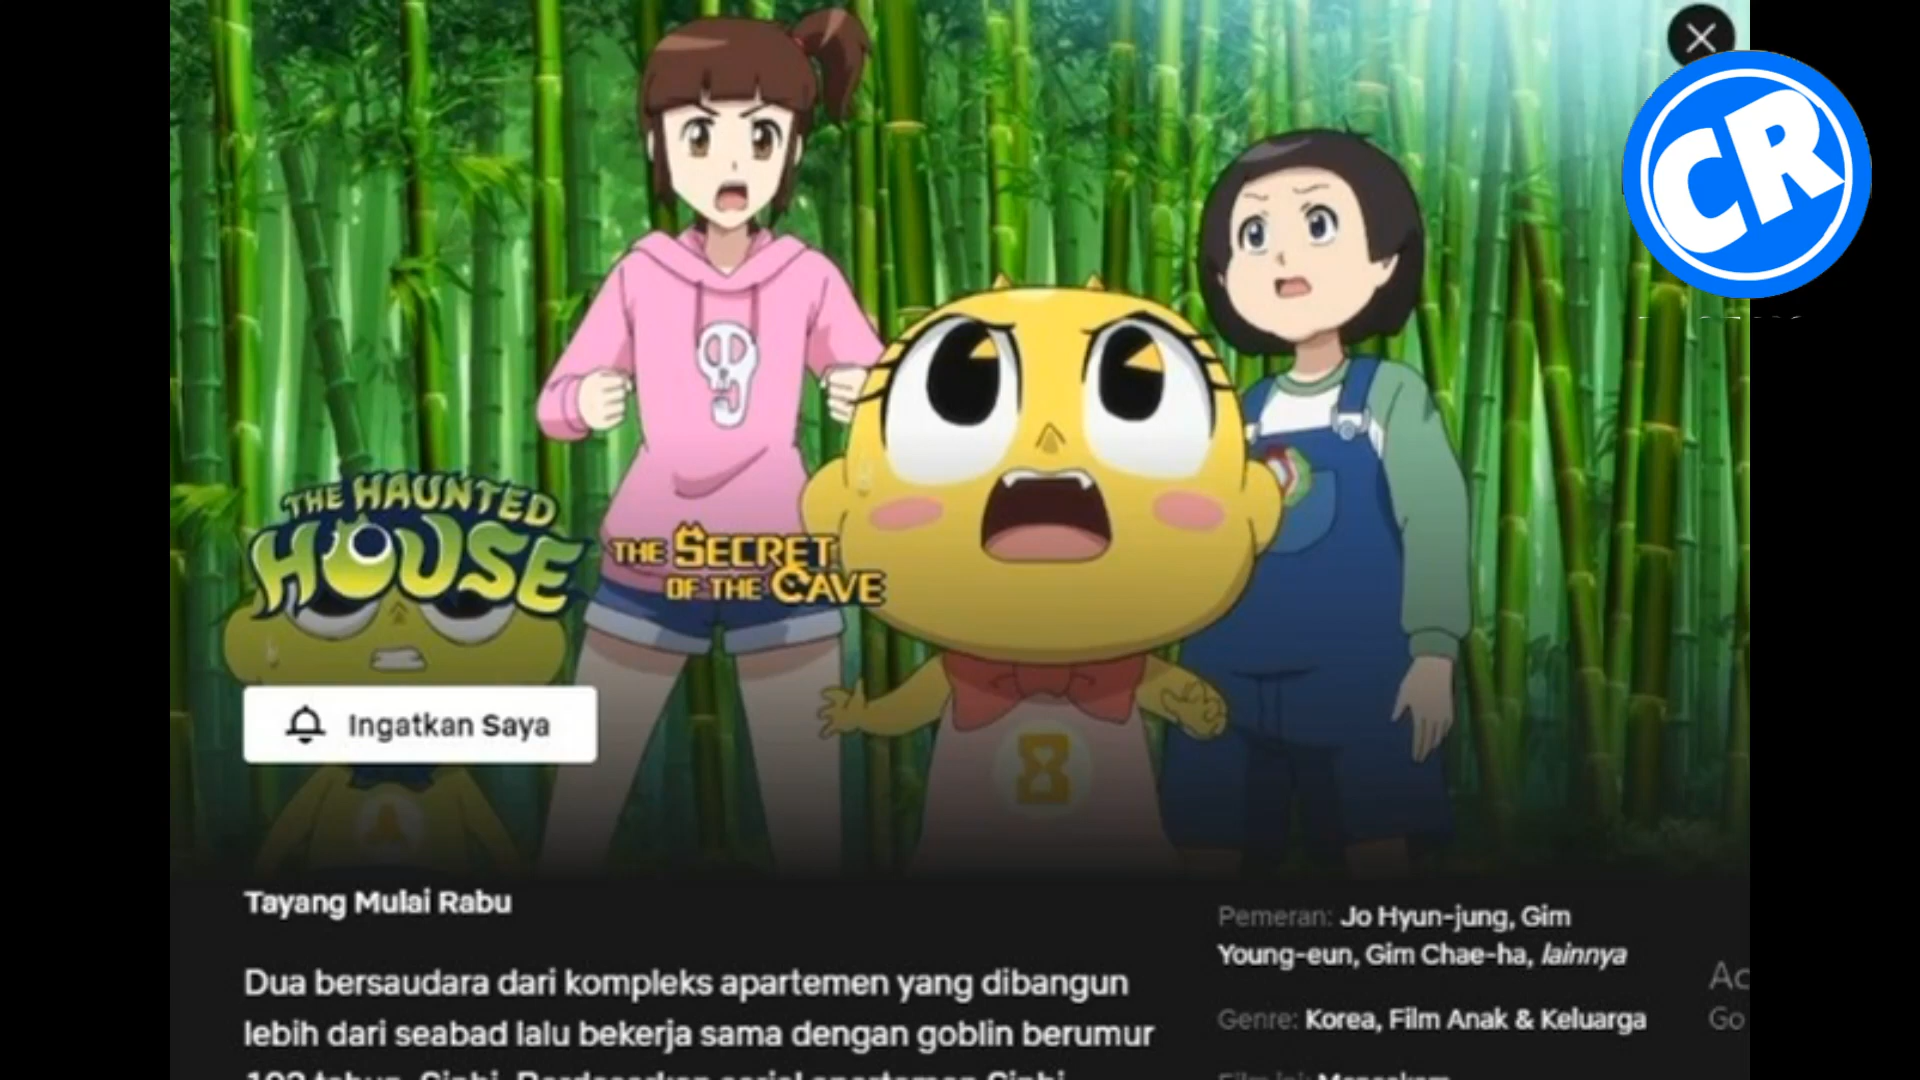 CR
THE HAUNTED
HOUSE
THE SECRET
OF THE CAVE
Ingatkan Saya
Tayang Mulai Rabu
Dua bersaudara dari kompleks apartemen yang dibangun
lebih dari seabad lalu bekerja sama dengan goblin berumur
Pemeran: Jo Hyun-jung, Gim
Young-eun, Gim Chae-ha, lainnya
Genre: Korea, Film Anak & Keluarga
Go